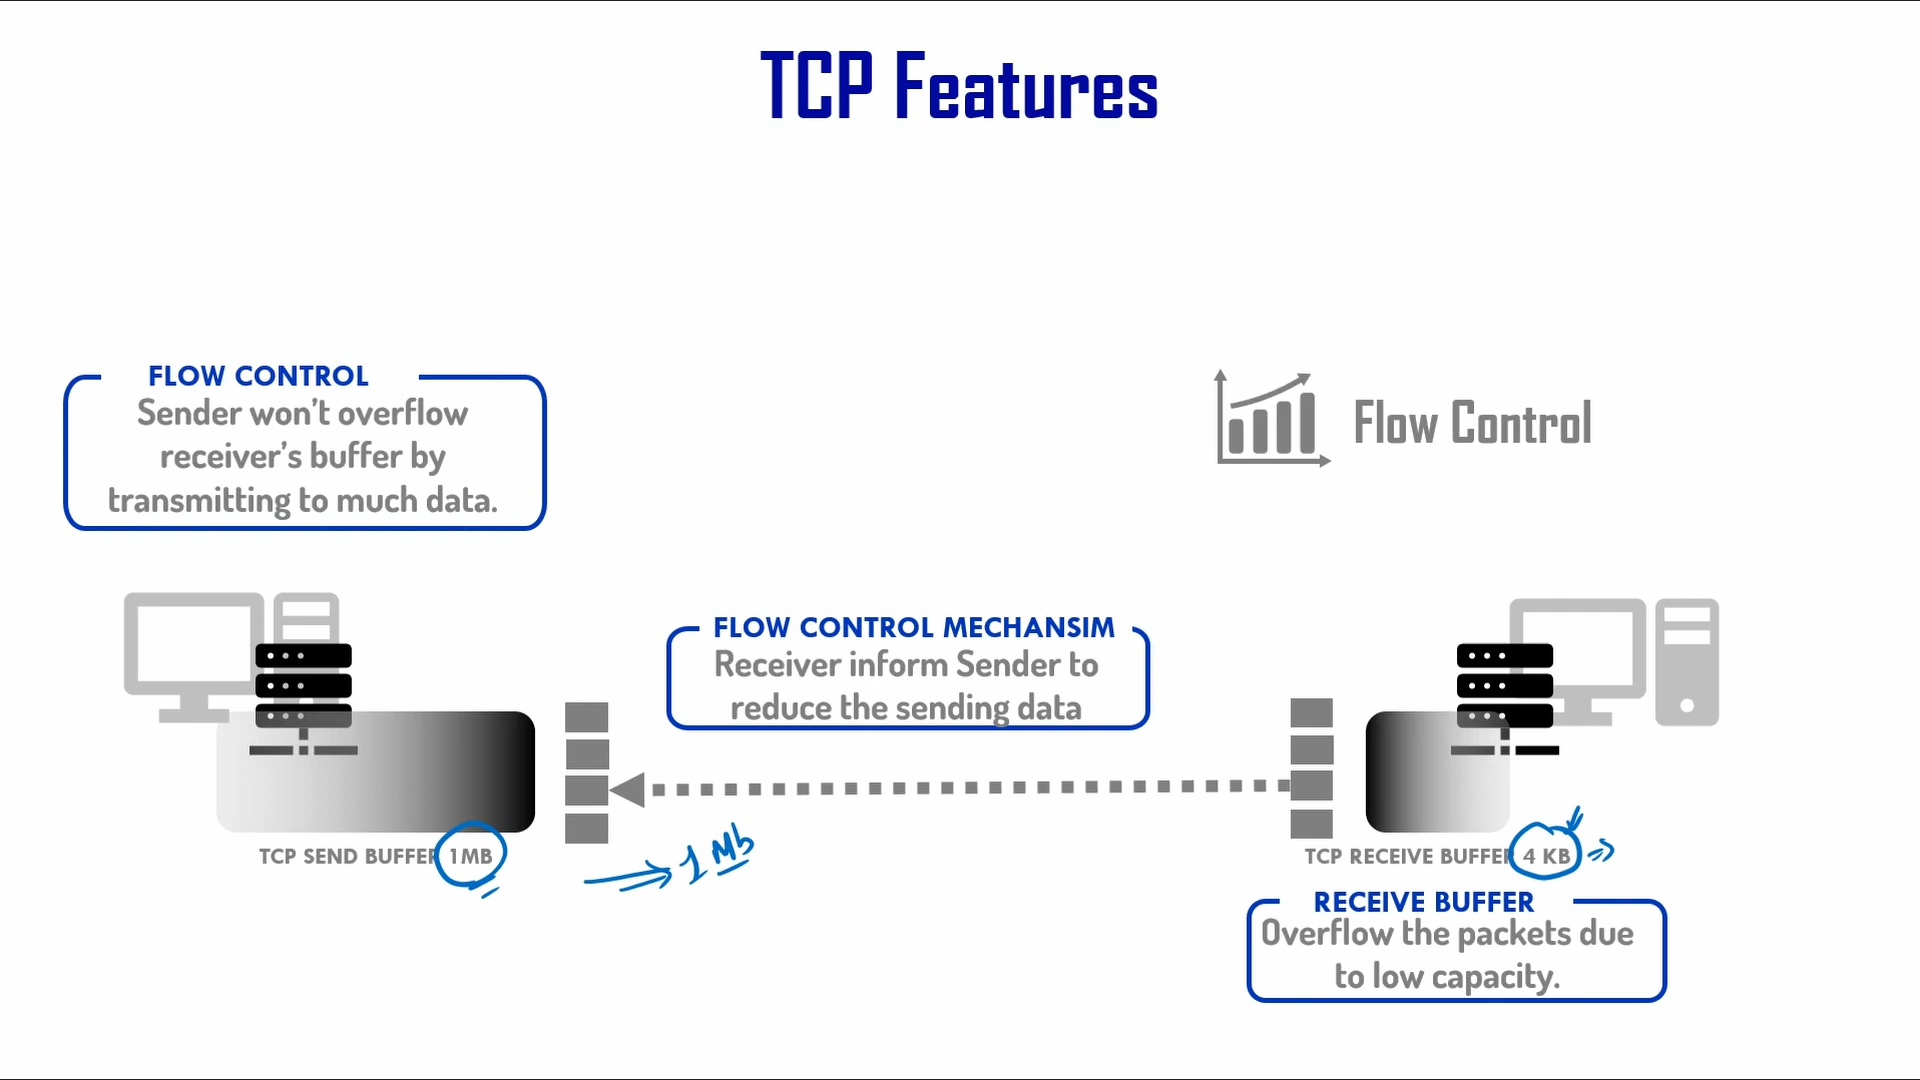 TCP Features
FLOW CONTROL
Sender won't overflow
receiver's buffer by
transmitting to much data.
Flow Control
FLOW CONTROL MECHANSIM
Receiver inform Sender to
reduce the sending data
TCP SEND BUFFER 1MB
1 Mb
TCP RECEIVE BUFFER 4 KB
RECEIVE BUFFER
Overflow the packets due
to low capacity.